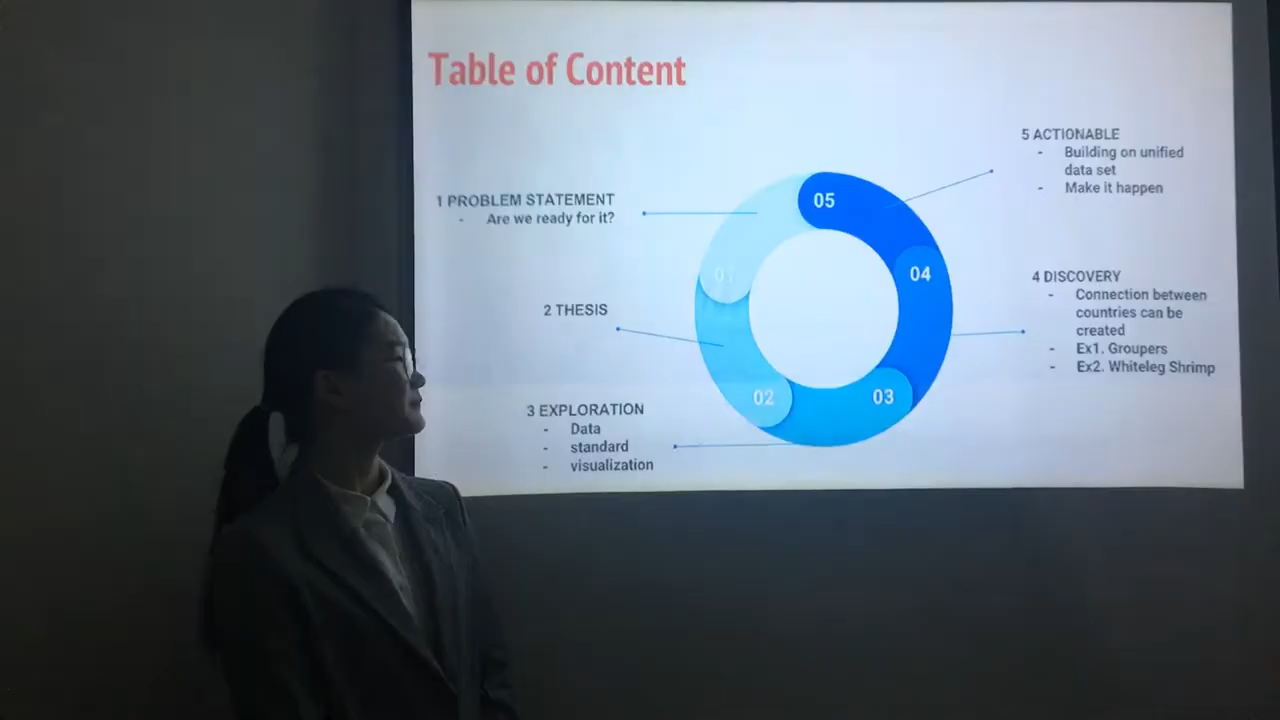 Table of Content
1 PROBLEM STATEMENT
- Are we ready for it?
2 THESIS
3 EXPLORATION
- Data
- standard
- visualization
5 ACTIONABLE
- Building on unified
data set
- Make it happen
4 DISCOVERY
- Connection between
countries can be
created
- Ex1. Groupers
- Ex2. Whiteleg Shrimp
05
04
03
02
01